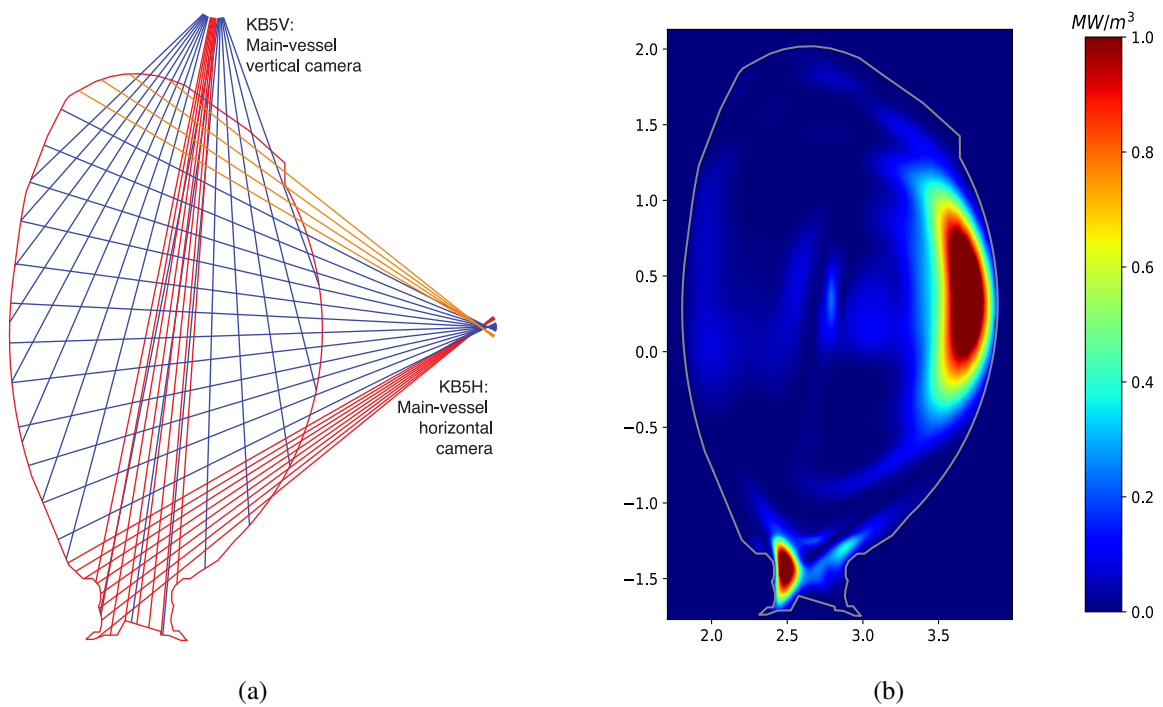 KB5V:
Main-vessel
vertical camera
KB5H:
Main-vessel
horizontal
camera
(a)
MW/m³
2.0
1.5
1.0
0.5
0.0
−0.5
−1.0
−1.5
2.0 2.5 3.0 3.5
1.0
0.8
0.6
0.4
0.2
0.0
(b)